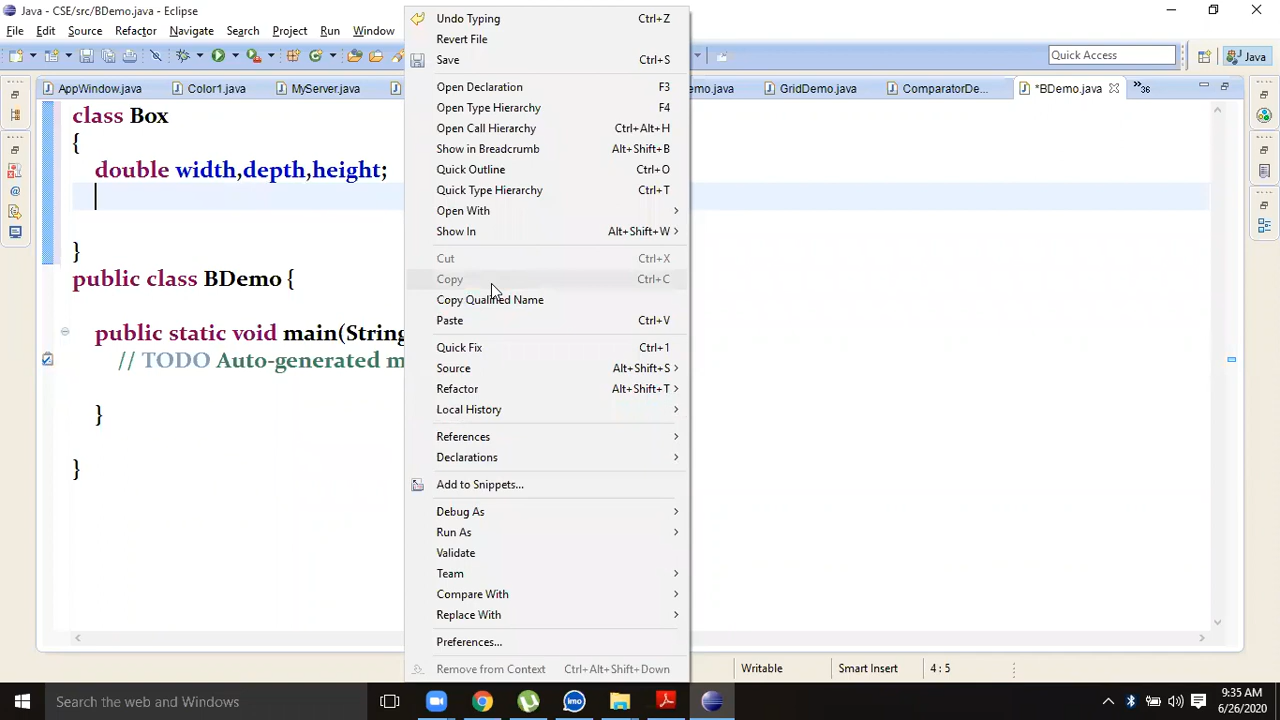 Java - CSE/src/BDemo.java - Eclipse
File Edit Source Refactor Navigate Search Project Run Window
Quick Access
Java
AppWindow.java
Color1.java
MyServer.java
emo.java
GridDemo.java
ComparatorDe...
*BDemo.java
»36
class Box
{
double width,depth,height;
}
public class BDemo {
public static void main(String
// TODO Auto-generated m
}
}
Undo Typing Ctrl+Z
Revert File
Save Ctrl+S
Open Declaration F3
Open Type Hierarchy F4
Open Call Hierarchy Ctrl+Alt+H
Show in Breadcrumb Alt+Shift+B
Quick Outline Ctrl+O
Quick Type Hierarchy Ctrl+T
Open With
Show In Alt+Shift+W
Cut Ctrl+X
Copy Ctrl+C
Copy Qualified Name
Paste Ctrl+V
Quick Fix Ctrl+1
Source Alt+Shift+S
Refactor Alt+Shift+T
Local History
References
Declarations
Add to Snippets...
Debug As
Run As
Validate
Team
Compare With
Replace With
Preferences...
Remove from Context Ctrl+Alt+Shift+Down
Writable Smart Insert 4 : 5
Search the web and Windows
imo
9:35 AM
6/26/2020